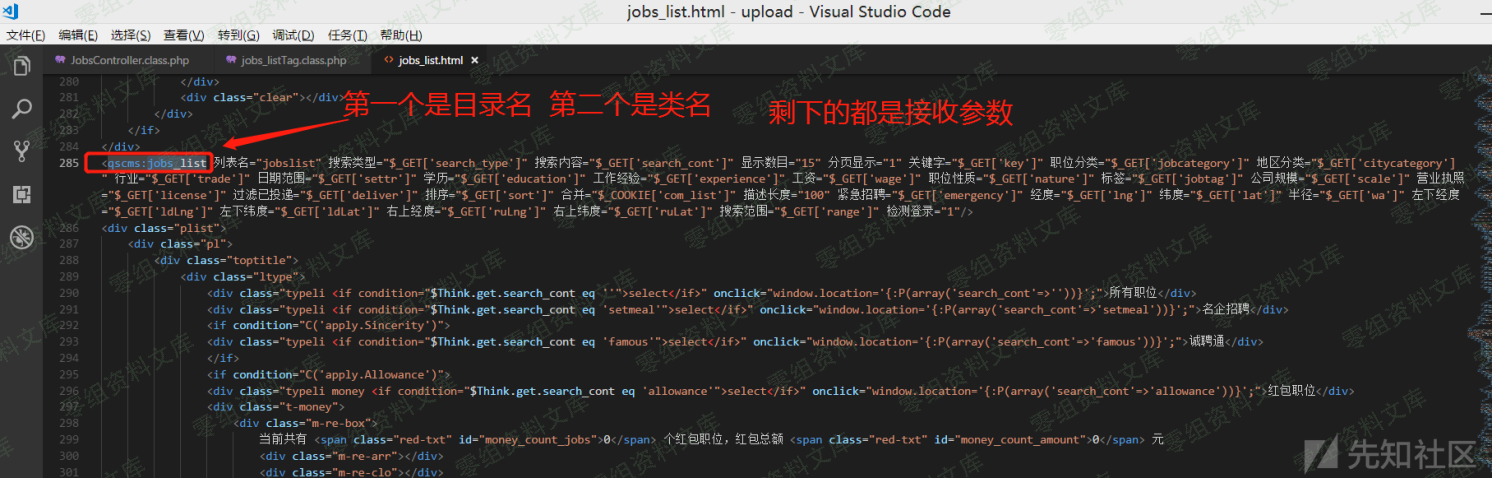 jobs_list.html - upload - Visual Studio Code
文件(F) 编辑(E) 选择(S) 查看(V) 转到(G) 调试(D) 任务(T) 帮助(H)
JobsController.class.php jobs_listTag.class.php jobs_list.html ×
第一个是目录名 第二个是类名 剩下的都是接收参数
280 </div>
281 <div class="clear"></div>
282 </div>
283 </if>
284 </div>
285 <qscms:jobs_list 列表名="jobslist" 搜索类型="$_GET['search_type']" 搜索内容="$_GET['search_cont']" 显示数目="15" 分页显示="1" 关键字="$_GET['key']" 职位分类="$_GET['jobcategory']" 地区分类="$_GET['citycategory']
" 行业="$_GET['trade']" 日期范围="$_GET['settr']" 学历="$_GET['education']" 工作经验="$_GET['experience']" 工资="$_GET['wage']" 职位性质="$_GET['nature']" 标签="$_GET['jobtag']" 公司规模="$_GET['scale']" 营业执照
="$_GET['license']" 过滤已投递="$_GET['deliver']" 排序="$_GET['sort']" 合并="$_COOKIE['com_list']" 描述长度="100" 紧急招聘="$_GET['emergency']" 经度="$_GET['lng']" 纬度="$_GET['lat']" 半径="$_GET['wa']" 左下经度
="$_GET['ldLng']" 左下纬度="$_GET['ldLat']" 右上经度="$_GET['ruLng']" 右上纬度="$_GET['ruLat']" 搜索范围="$_GET['range']" 检测登录="1"/>
286 <div class="plist">
287 <div class="pl">
288 <div class="toptitle">
289 <div class="ltype">
290 <div class="typeli <if condition="$Think.get.search_cont eq ''">select</if>" onclick="window.location='{:P(array('search_cont'=>''))}';">所有职位</div>
291 <div class="typeli <if condition="$Think.get.search_cont eq 'setmeal'">select</if>" onclick="window.location='{:P(array('search_cont'=>'setmeal'))}';">名企招聘</div>
292 <if condition="C('apply.Sincerity')">
293 <div class="typeli <if condition="$Think.get.search_cont eq 'famous'">select</if>" onclick="window.location='{:P(array('search_cont'=>'famous'))}';">诚聘通</div>
294 </if>
295 <if condition="C('apply.Allowance')">
296 <div class="typeli money <if condition="$Think.get.search_cont eq 'allowance'">select</if>" onclick="window.location='{:P(array('search_cont'=>'allowance'))}';">红包职位</div>
297 <div class="t-money">
298 <div class="m-re-box">
299 当前共有 <span class="red-txt" id="money_count_jobs">0</span> 个红包职位，红包总额 <span class="red-txt" id="money_count_amount">0</span> 元
300 <div class="m-re-arr"></div>
301 <div class="m-re-clo"></div>
零组资料文库
先知社区